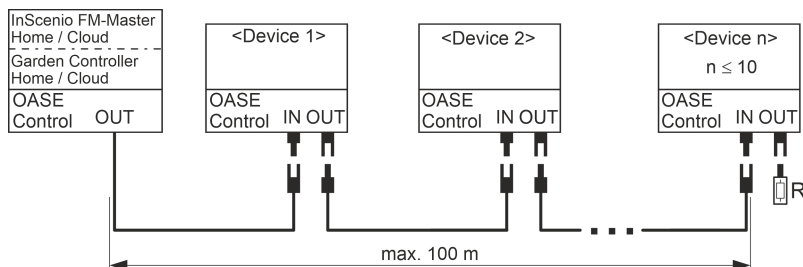 InScenio FM-Master
Home / Cloud
Garden Controller
Home / Cloud
OASE
Control OUT
<Device 1>
OASE
Control IN OUT
<Device 2>
OASE
Control IN OUT
<Device n>
n ≤ 10
OASE
Control IN OUT
R
max. 100 m